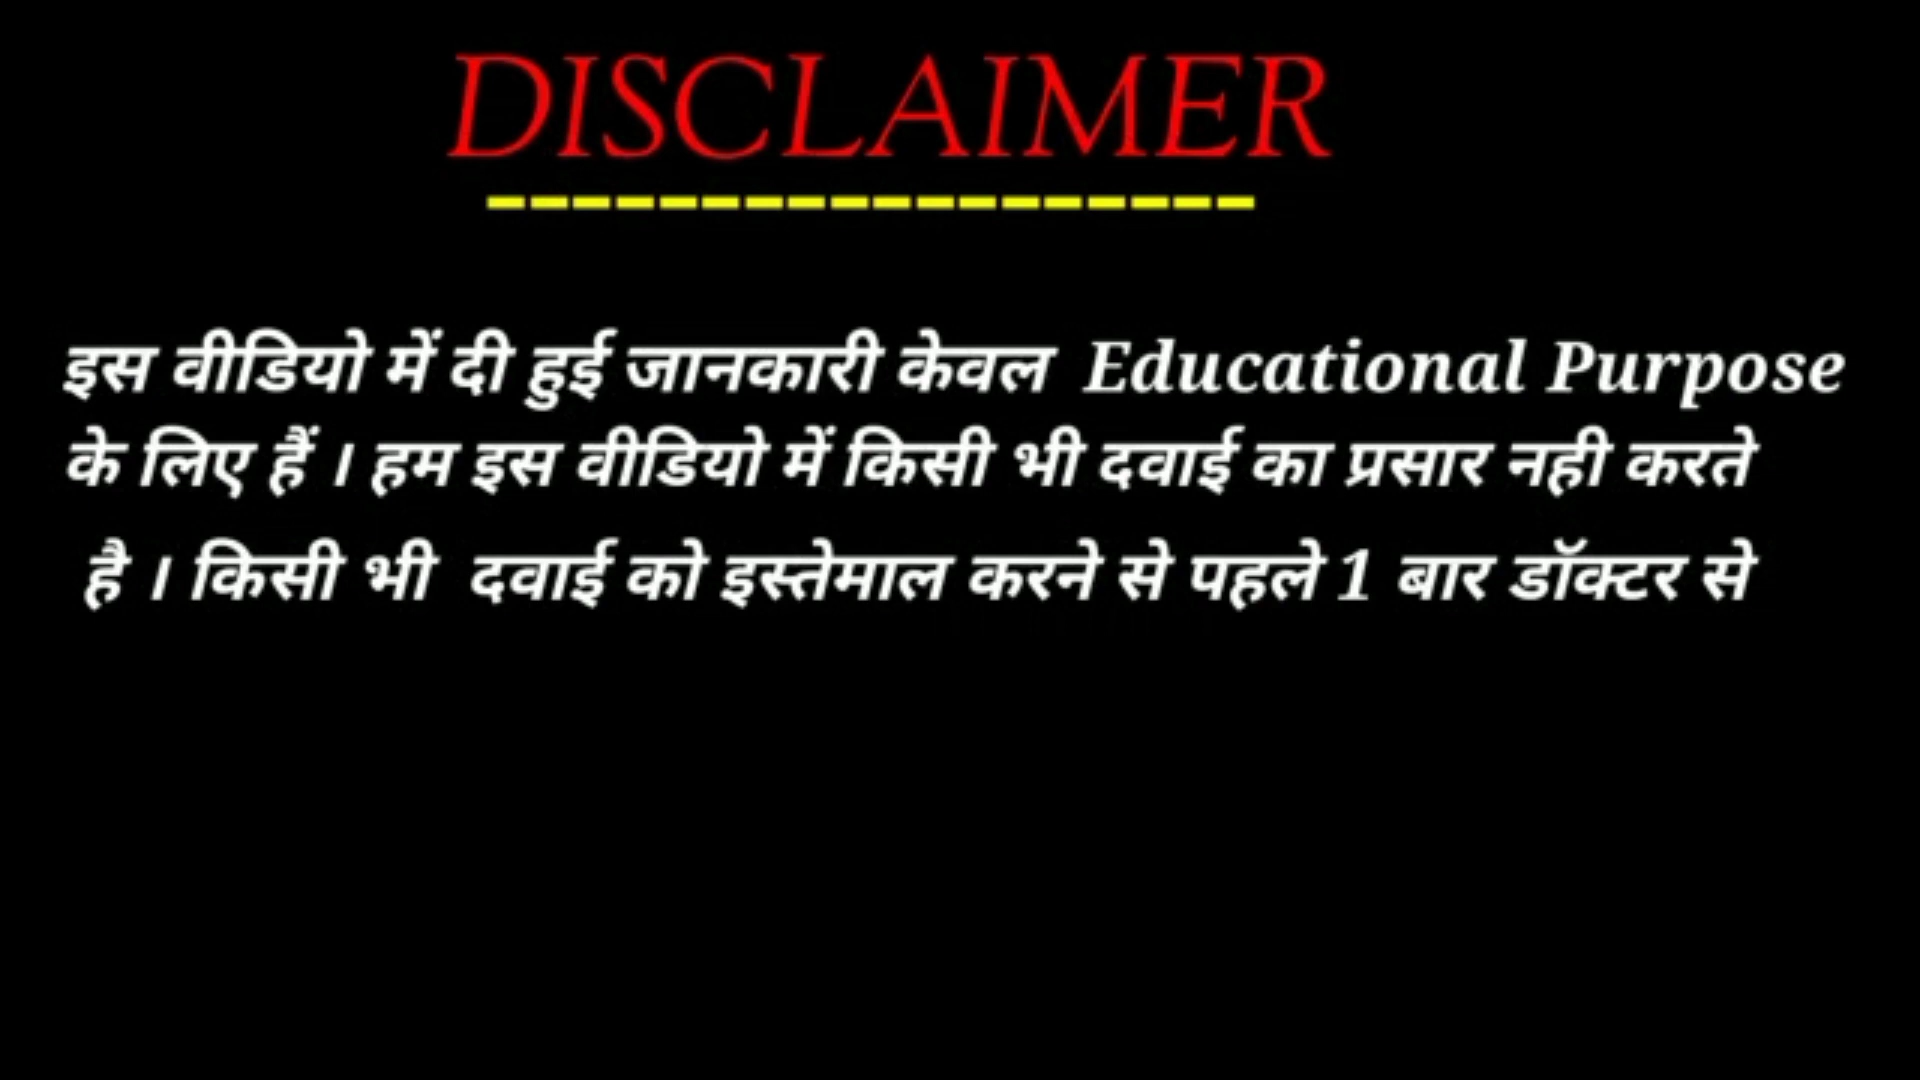 DISCLAIMER
------------------
इस वीडियो में दी हुई जानकारी केवल Educational Purpose
के लिए हैं । हम इस वीडियो में किसी भी दवाई का प्रसार नही करते
है । किसी भी दवाई को इस्तेमाल करने से पहले 1 बार डॉक्टर से